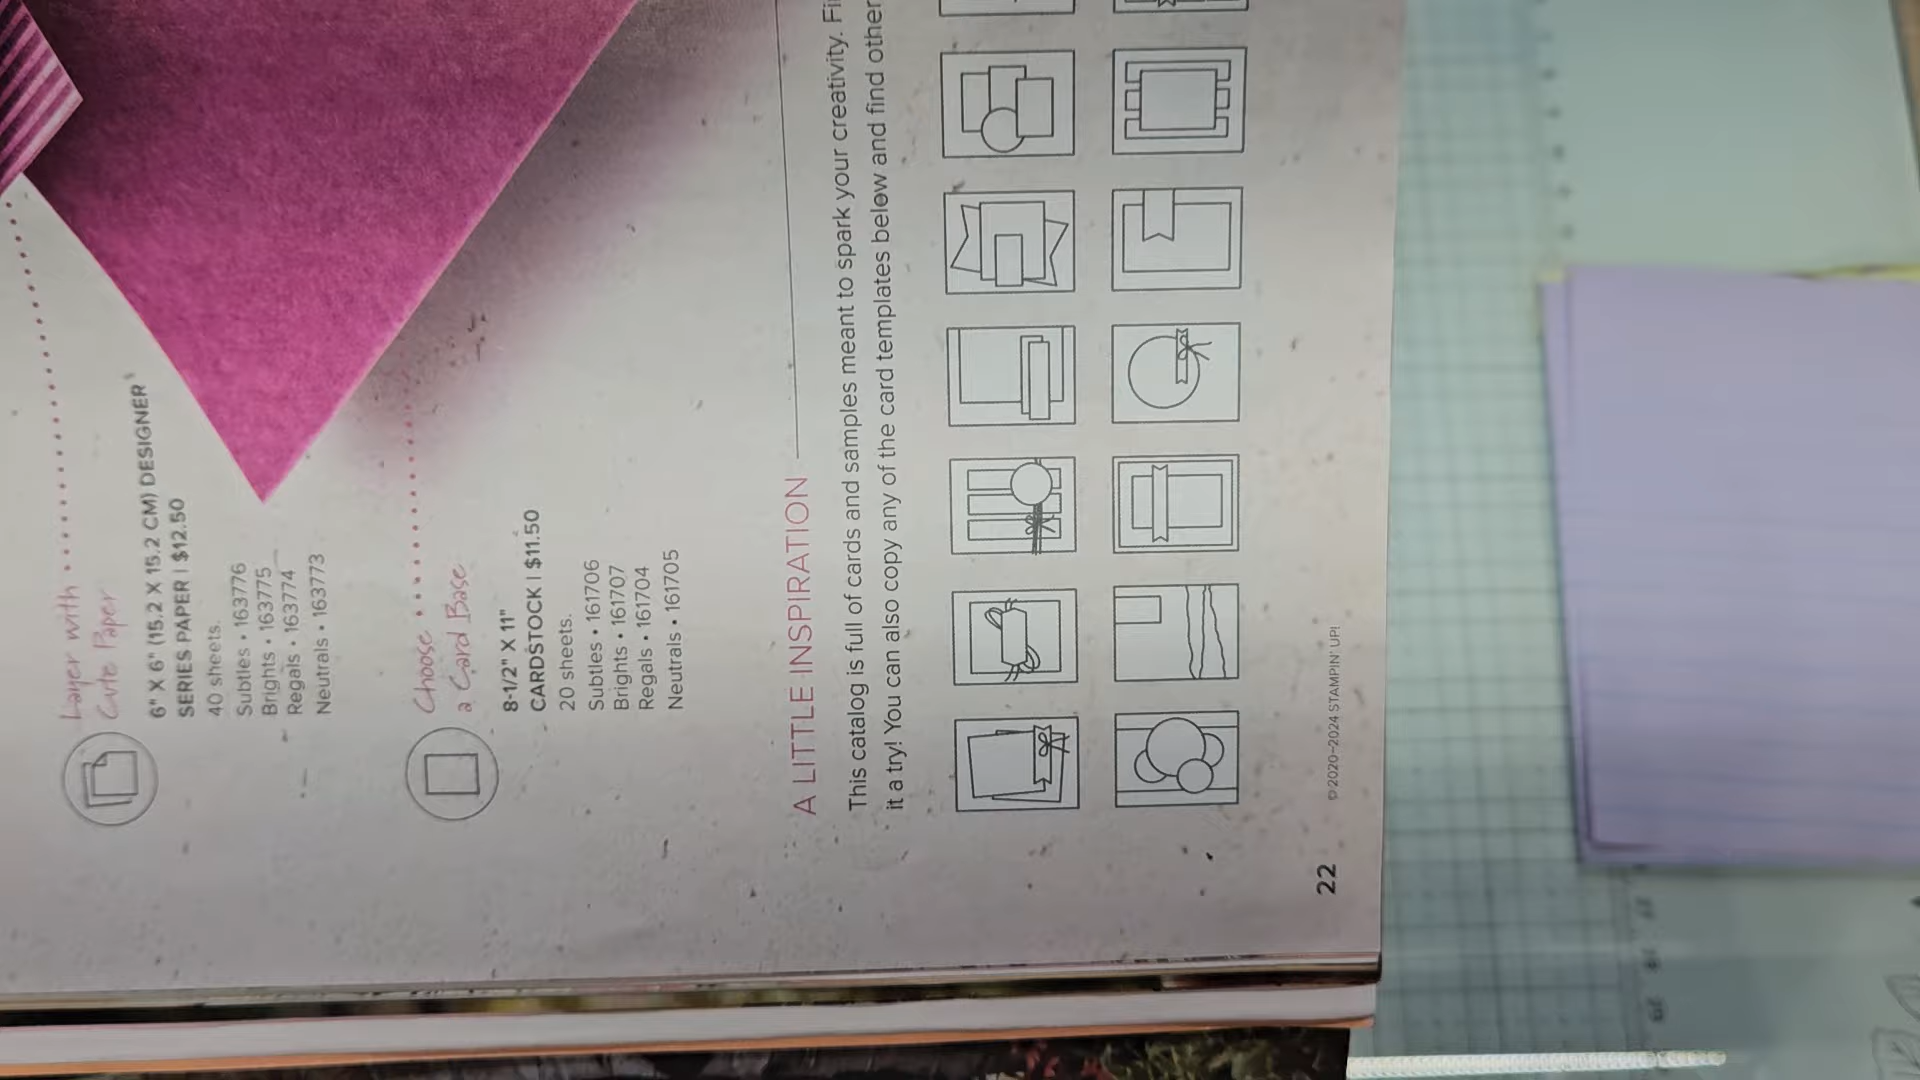 Layer with
Cute Paper
6" X 6" (15.2 X 15.2 CM) DESIGNER
SERIES PAPER | $12.50
40 sheets.
Subtles • 163776
Brights • 163775
Regals • 163774
Neutrals • 163773
Choose
a Card Base
8-1/2" X 11"
CARDSTOCK | $11.50
20 sheets.
Subtles • 161706
Brights • 161707
Regals • 161704
Neutrals • 161705
A LITTLE INSPIRATION
This catalog is full of cards and samples meant to spark your creativity.
it a try! You can also copy any of the card templates below and find other
22
©2020–2024 STAMPIN' UP!